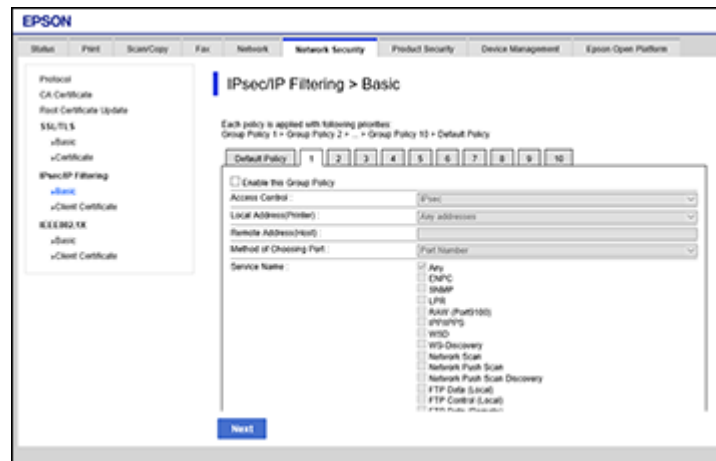 EPSON
Status Print Scan/Copy Fax Network Network Security Product Security Device Management Epson Open Platform
Protocol
CA Certificate
Root Certificate Update
SSL/TLS
»Basic
»Certificate
IPsec/IP Filtering
»Basic
»Client Certificate
IEEE802.1X
»Basic
»Client Certificate
IPsec/IP Filtering > Basic
Each policy is applied with following priorities:
Group Policy 1 > Group Policy 2 > ... > Group Policy 10 > Default Policy
Default Policy 1 2 3 4 5 6 7 8 9 10
Enable this Group Policy
Access Control : IPsec
Local Address(Printer) : Any addresses
Remote Address(Host) :
Method of Choosing Port : Port Number
Service Name : Any
ENPC
SNMP
LPR
RAW (Port9100)
IPP/IPPS
WSD
WS-Discovery
Network Scan
Network Push Scan
Network Push Scan Discovery
FTP Data (Local)
FTP Control (Local)
FTP Data (Remote)
Next